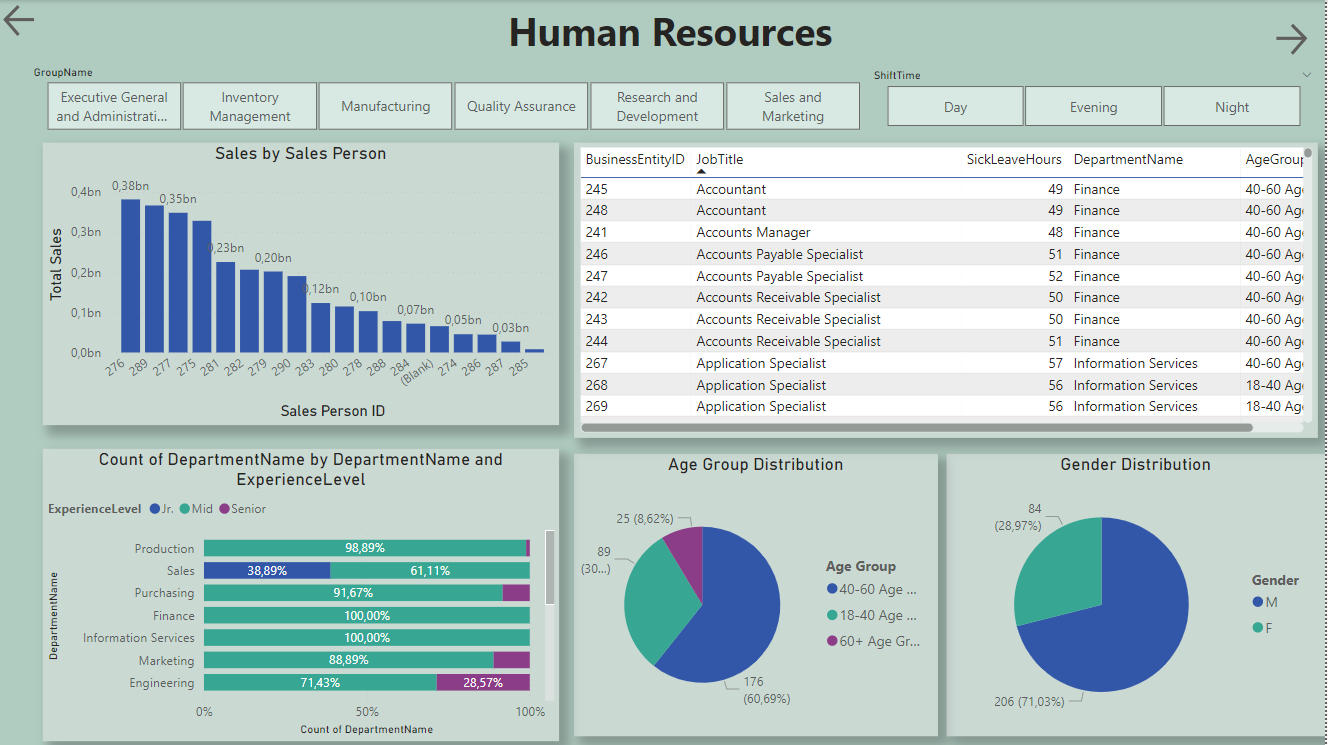 Human Resources
GroupName
Executive General
and Administrati...
Inventory
Management
Manufacturing
Quality Assurance
Research and
Development
Sales and
Marketing
ShiftTime
Day
Evening
Night
Sales by Sales Person
Total Sales
0,4bn
0,3bn
0,2bn
0,1bn
0,0bn
0,38bn
0,35bn
0,23bn
0,20bn
0,12bn
0,10bn
0,07bn
0,05bn
0,03bn
276 289 277 275 281 282 279 290 283 280 278 288 284 (Blank) 274 286 287 285
Sales Person ID
BusinessEntityID JobTitle SickLeaveHours DepartmentName AgeGroup
245 Accountant 49 Finance 40-60 Age
248 Accountant 49 Finance 40-60 Age
241 Accounts Manager 48 Finance 40-60 Age
246 Accounts Payable Specialist 51 Finance 40-60 Age
247 Accounts Payable Specialist 52 Finance 40-60 Age
242 Accounts Receivable Specialist 50 Finance 40-60 Age
243 Accounts Receivable Specialist 50 Finance 40-60 Age
244 Accounts Receivable Specialist 51 Finance 40-60 Age
267 Application Specialist 57 Information Services 40-60 Age
268 Application Specialist 56 Information Services 18-40 Age
269 Application Specialist 56 Information Services 18-40 Age
Count of DepartmentName by DepartmentName and
ExperienceLevel
ExperienceLevel Jr. Mid Senior
DepartmentName
Production 98,89%
Sales 38,89% 61,11%
Purchasing 91,67%
Finance 100,00%
Information Services 100,00%
Marketing 88,89%
Engineering 71,43% 28,57%
0% 50% 100%
Count of DepartmentName
Age Group Distribution
25 (8,62%)
89
(30...)
176
(60,69%)
Age Group
40-60 Age ...
18-40 Age ...
60+ Age Gr...
Gender Distribution
84
(28,97%)
206 (71,03%)
Gender
M
F